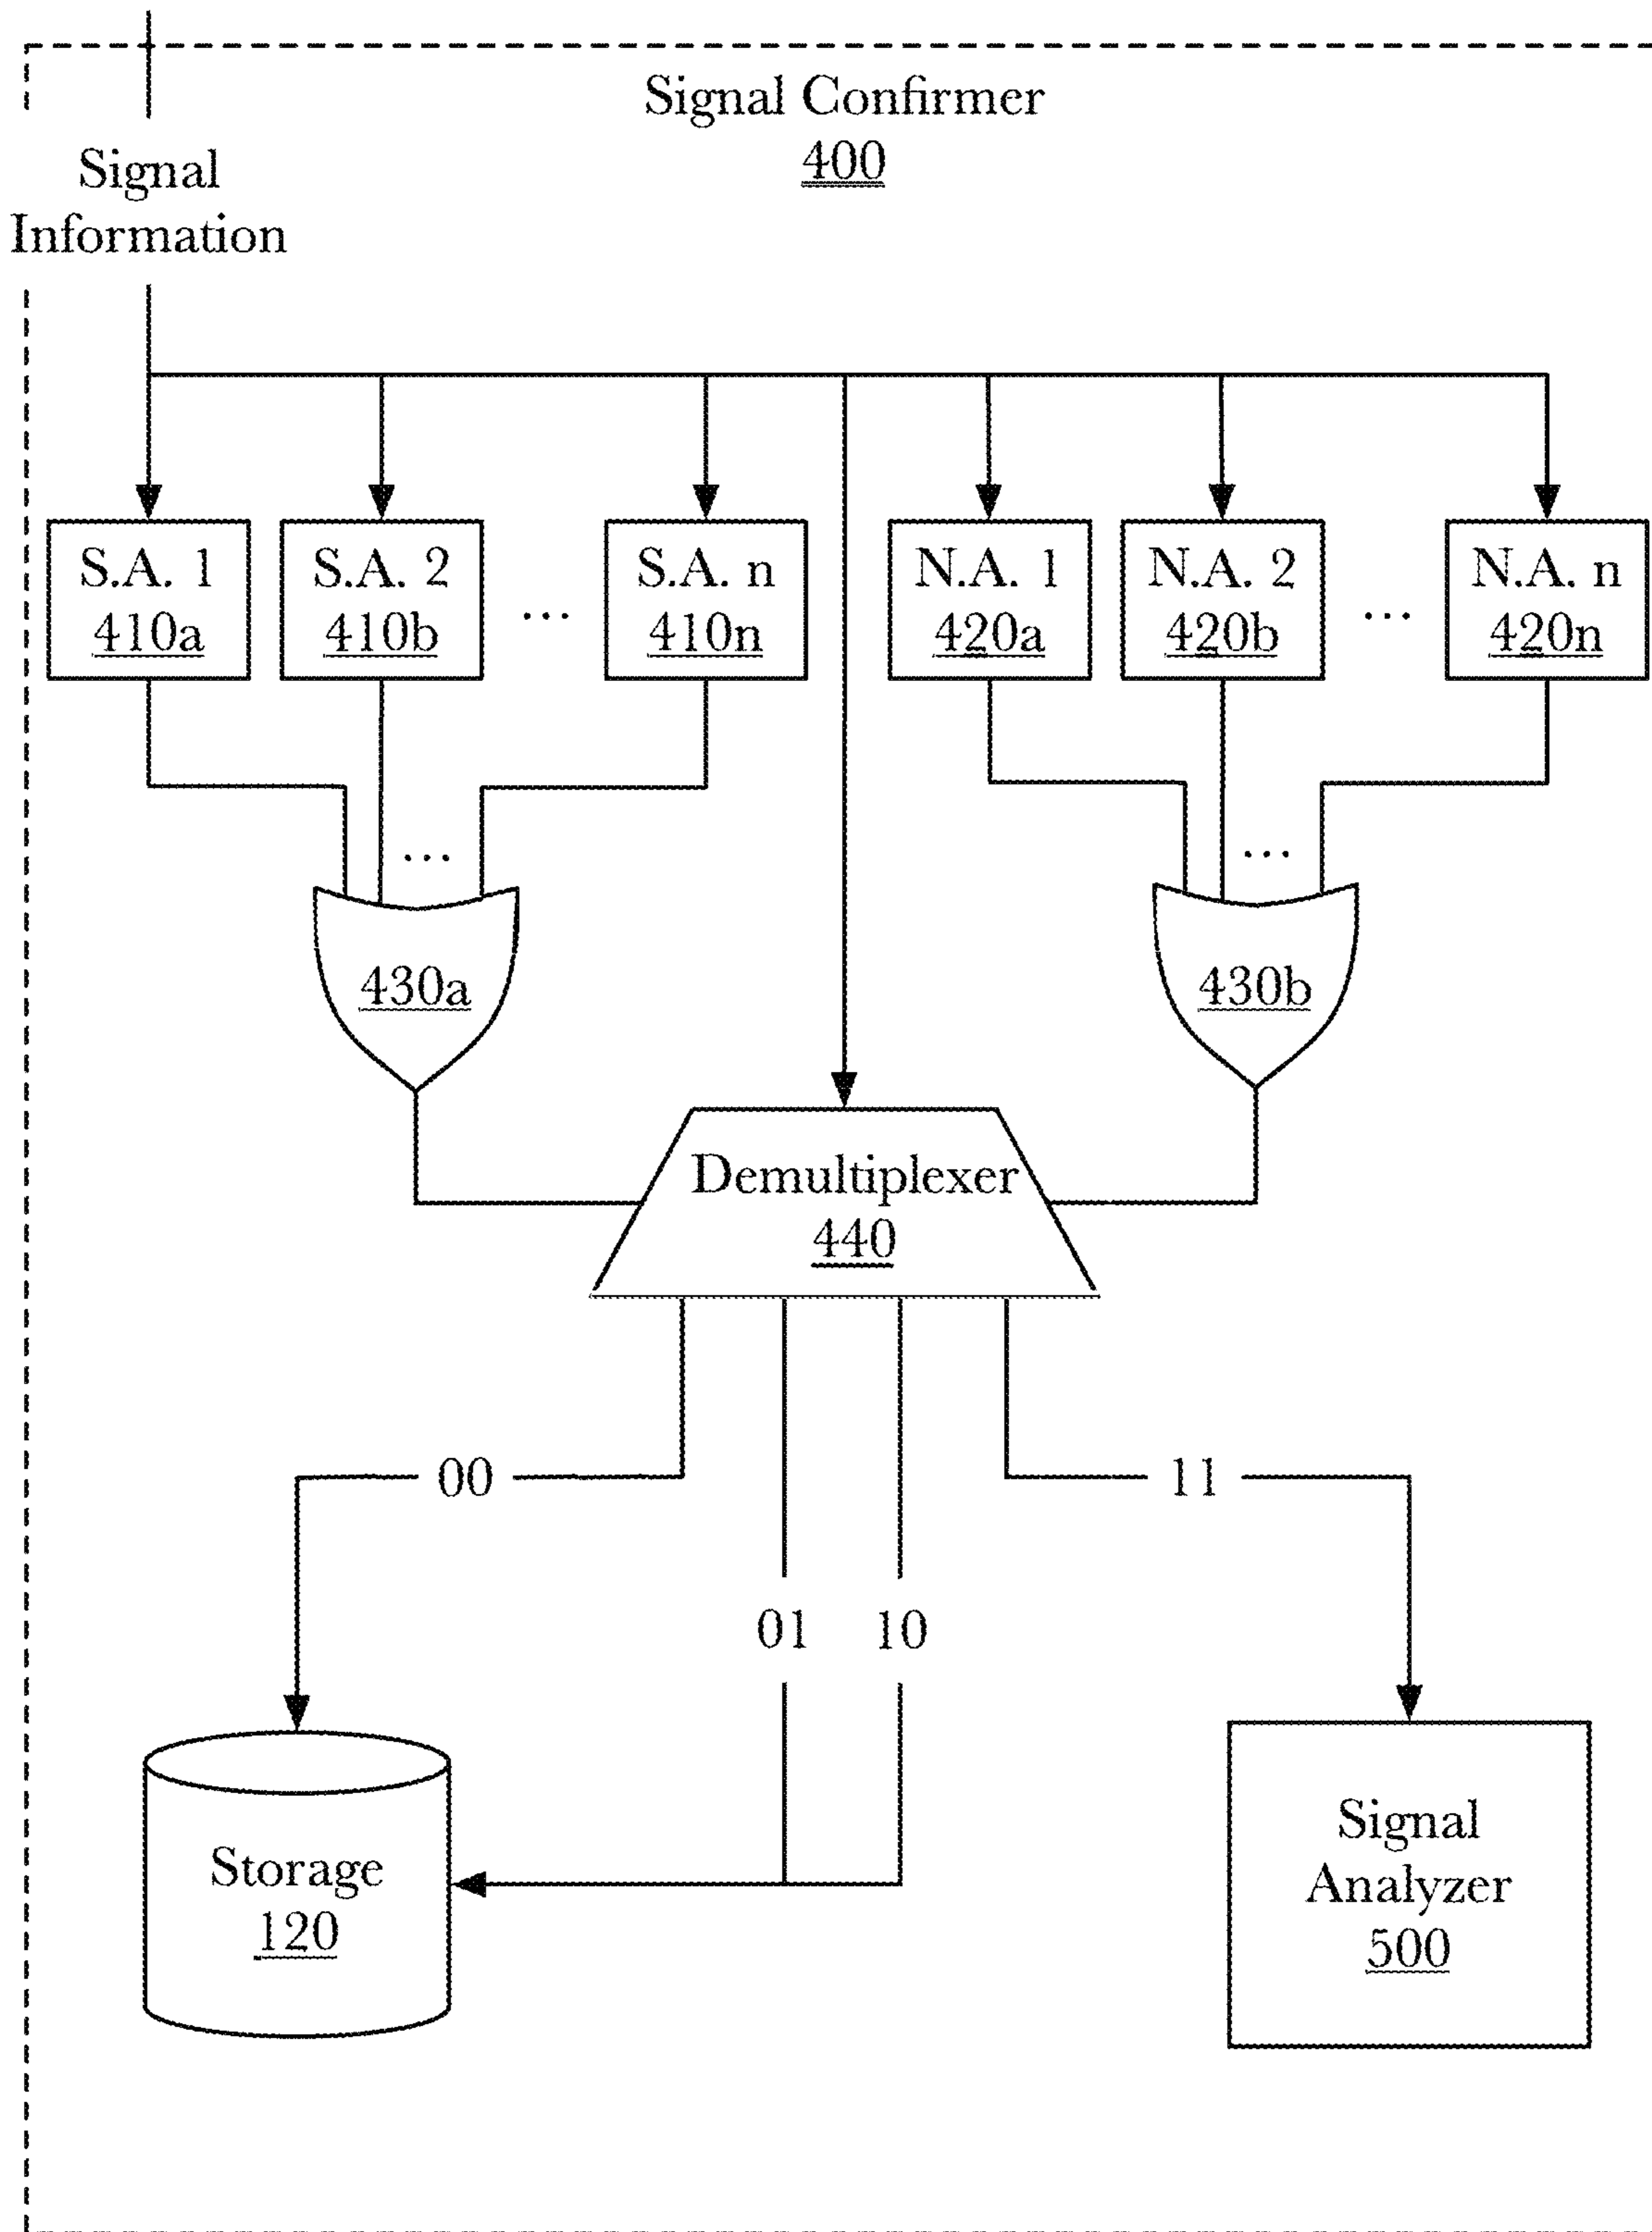 Signal Confirmer
400
Signal
Information
S.A. 1
410a
S.A. 2
410b
...
S.A. n
410n
N.A. 1
420a
N.A. 2
420b
...
N.A. n
420n
...
...
430a
430b
Demultiplexer
440
00
11
01
10
Storage
120
Signal
Analyzer
500